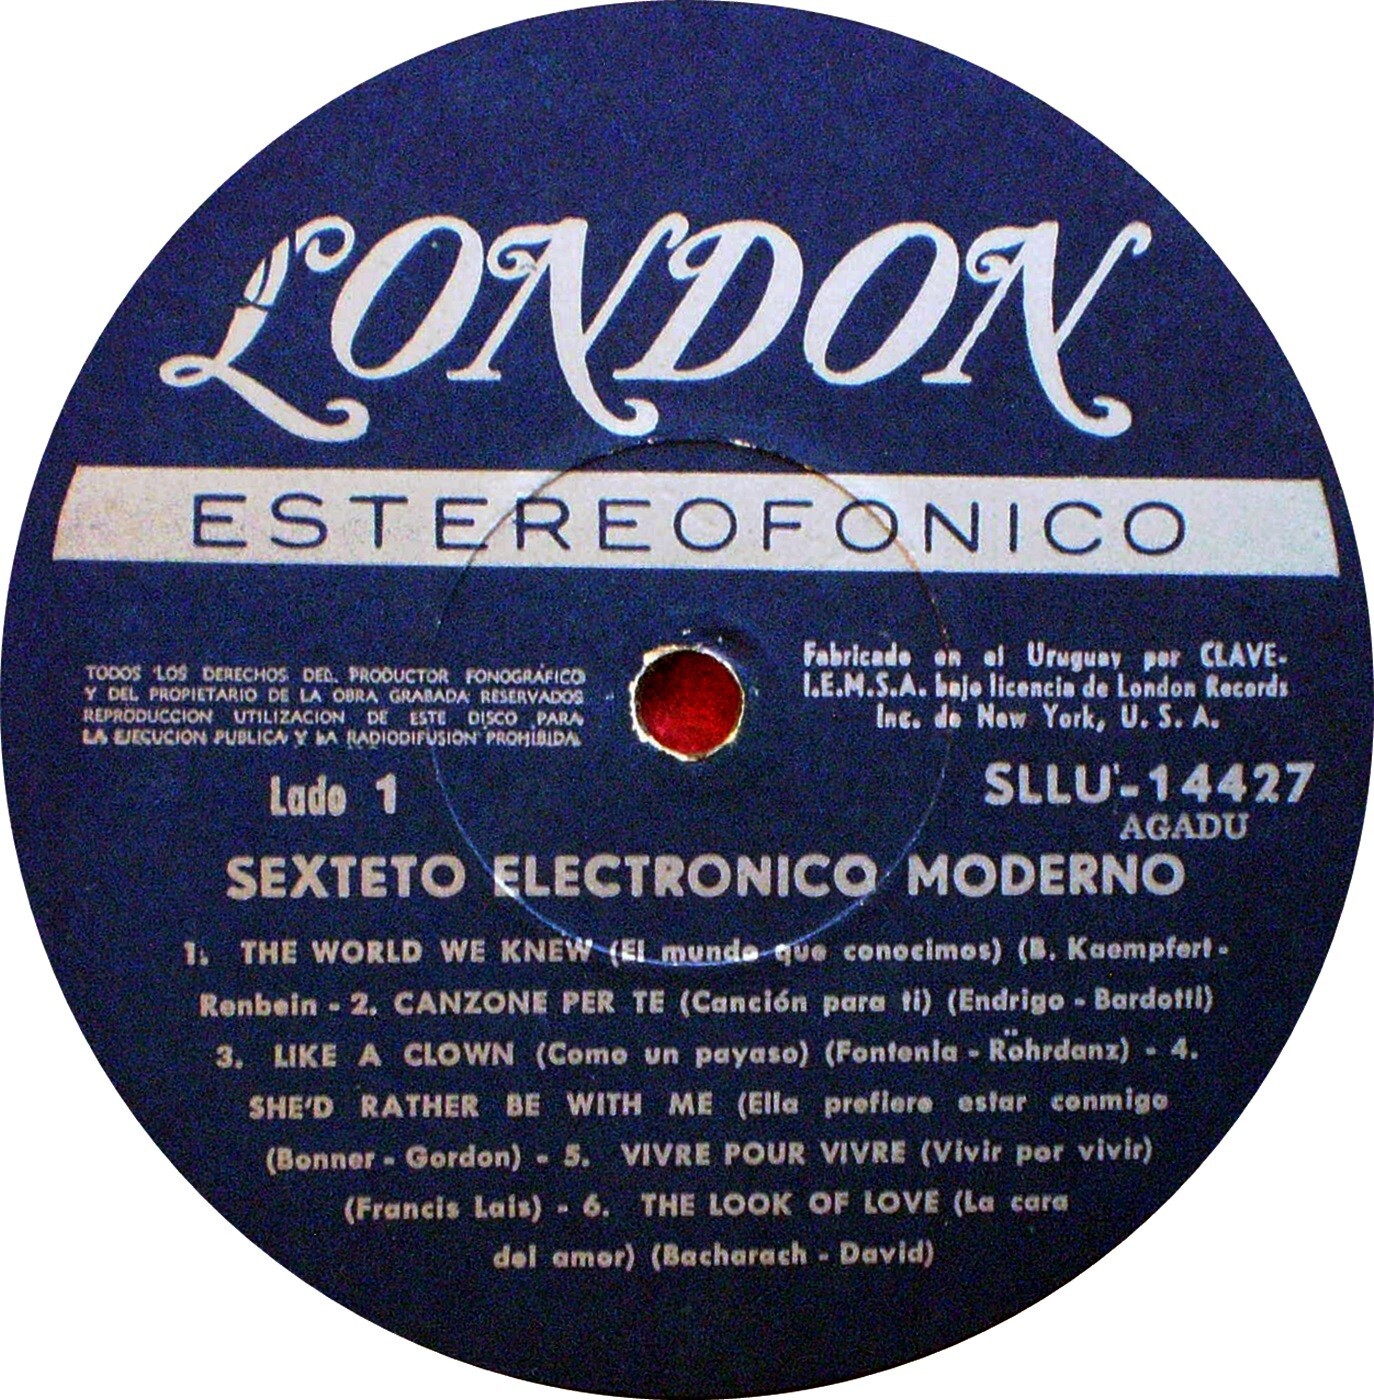 LONDON
ESTEREOFONICO
TODOS LOS DERECHOS DEL PRODUCTOR FONOGRÁFICO
Y DEL PROPIETARIO DE LA OBRA GRABADA RESERVADOS
REPRODUCCION UTILIZACION DE ESTE DISCO PARA
LA EJECUCION PUBLICA Y LA RADIODIFUSION PROHIBIDA
Fabricado en el Uruguay por CLAVE-
I.E.M.S.A. bajo licencia de London Records
Inc. de New York, U. S. A.
Lado 1
SLLU-14427
AGADU
SEXTETO ELECTRONICO MODERNO
1. THE WORLD WE KNEW (El mundo que conocimos) (B. Kaempfert -
Renbein - 2. CANZONE PER TE (Canción para ti) (Endrigo - Bardotti)
3. LIKE A CLOWN (Como un payaso) (Fontenla - Röhrdanz) - 4.
SHE'D RATHER BE WITH ME (Ella prefiere estar conmigo
(Bonner - Gordon) - 5. VIVRE POUR VIVRE (Vivir por vivir)
(Francis Lais) - 6. THE LOOK OF LOVE (La cara
del amor) (Bacharach - David)